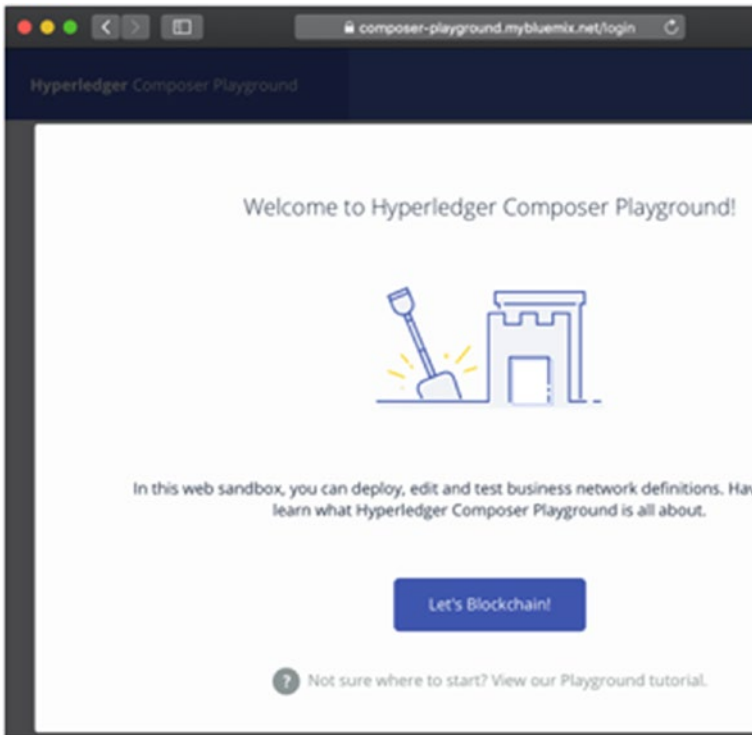 composer-playground.mybluemix.net/login
Hyperledger Composer Playground
Welcome to Hyperledger Composer Playground!
In this web sandbox, you can deploy, edit and test business network definitions. Hav
learn what Hyperledger Composer Playground is all about.
Let's Blockchain!
? Not sure where to start? View our Playground tutorial.